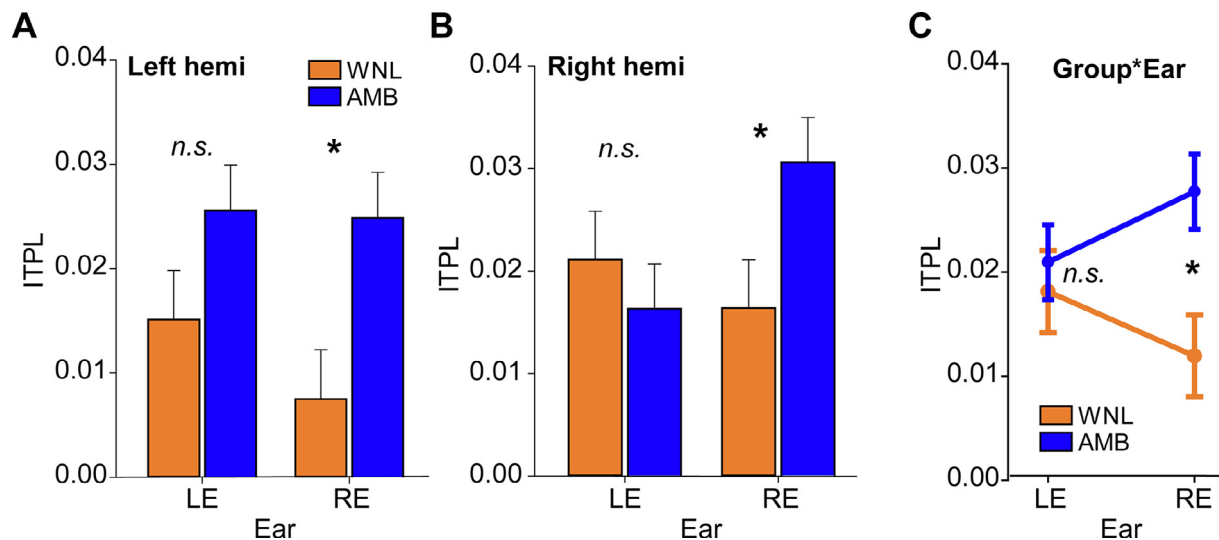 A
Left hemi
WNL
AMB
n.s.
*
0.04
0.03
0.02
0.01
0.00
ITPL
LE
RE
Ear
B
Right hemi
n.s.
*
0.04
0.03
0.02
0.01
0.00
ITPL
LE
RE
Ear
C
Group*Ear
n.s.
*
WNL
AMB
0.04
0.03
0.02
0.01
0.00
ITPL
LE
RE
Ear